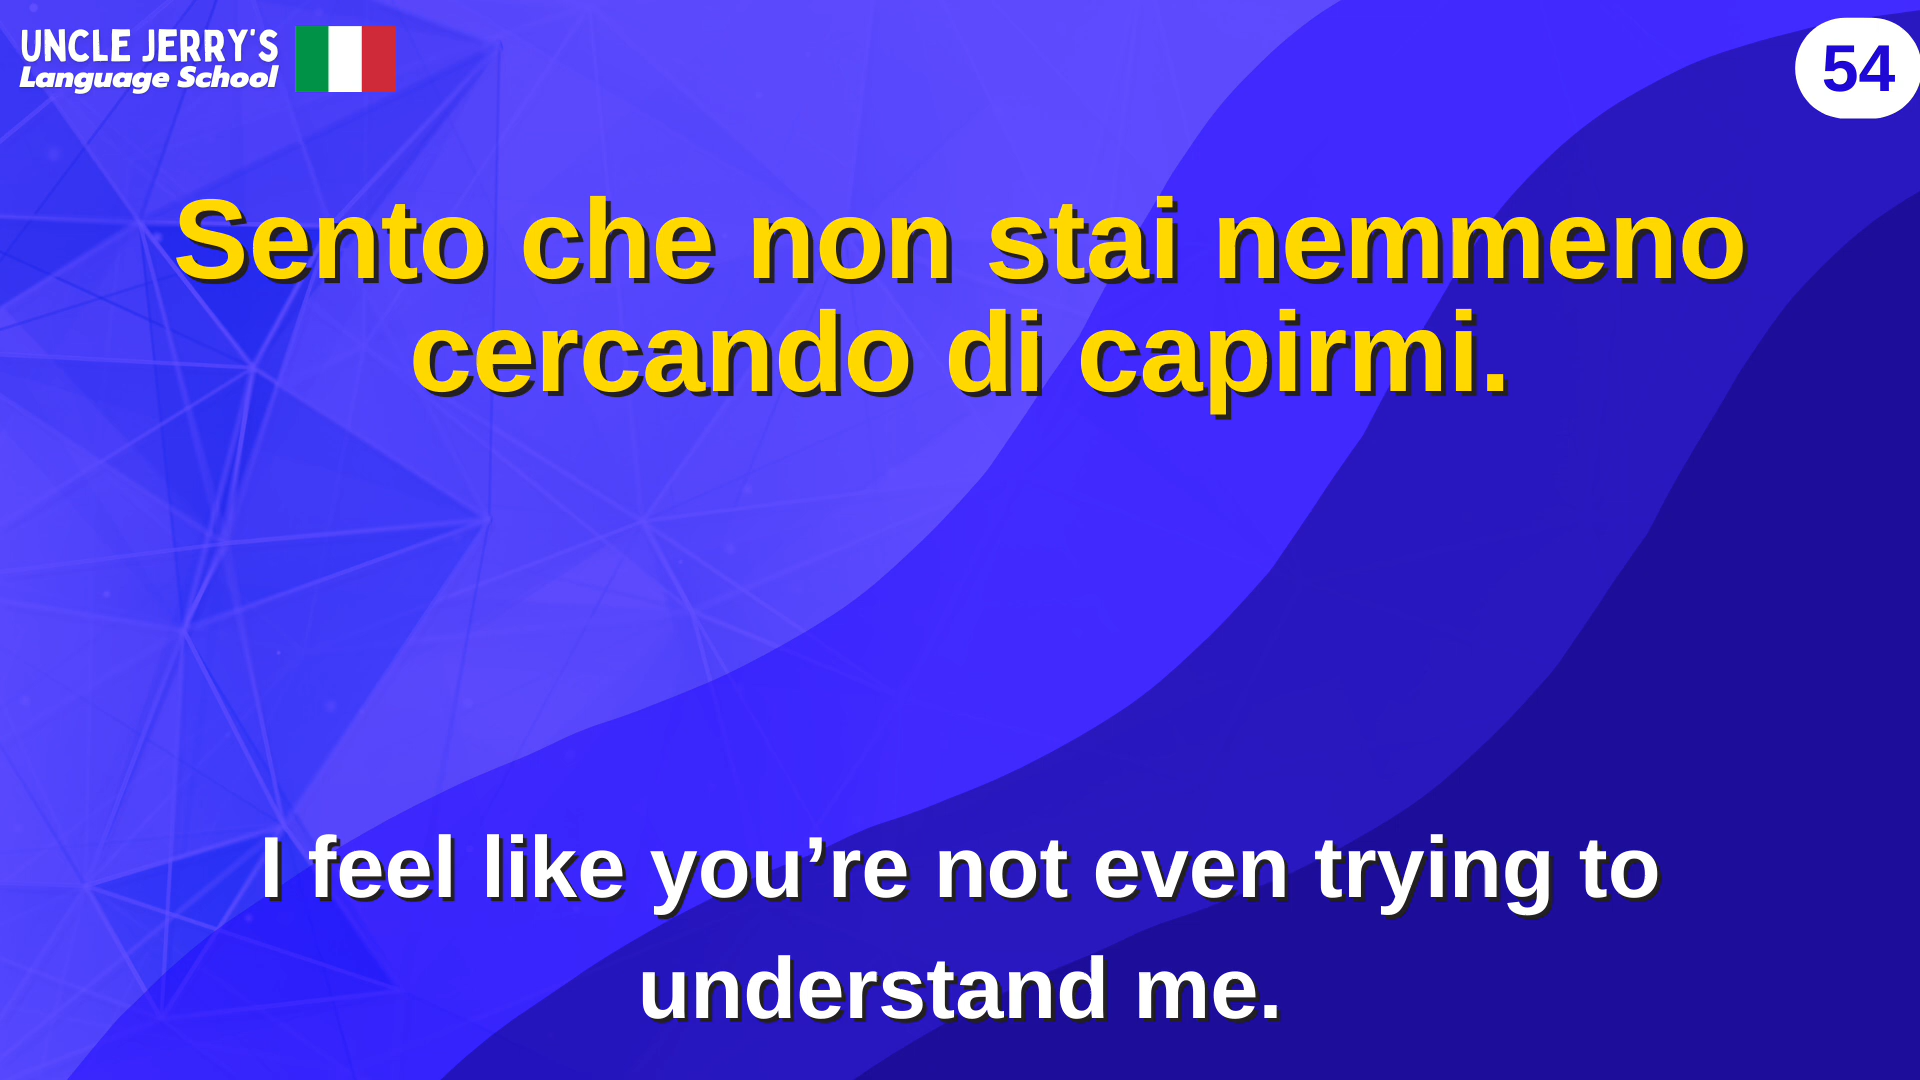 UNCLE JERRY'S
Language School
54
Sento che non stai nemmeno
cercando di capirmi.
I feel like you’re not even trying to
understand me.